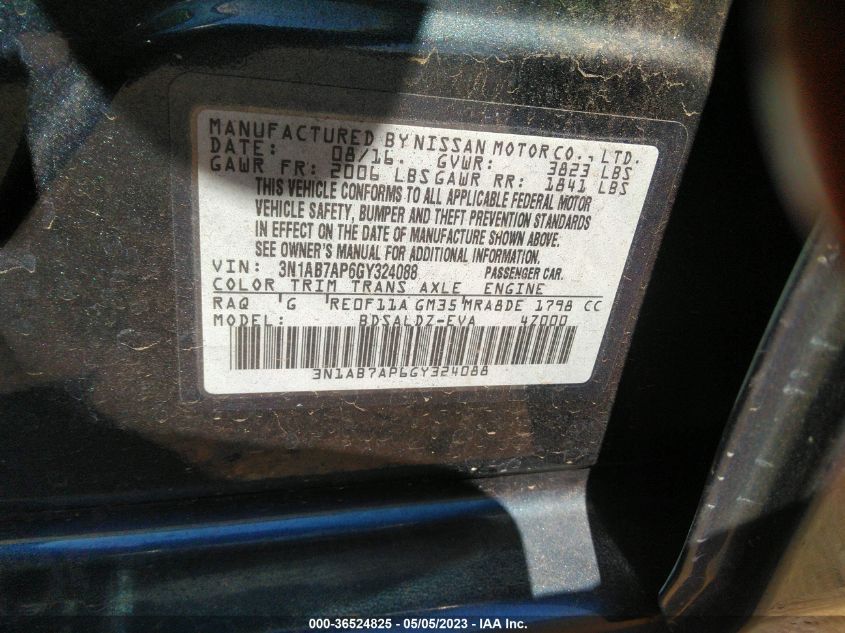 MANUFACTURED BY NISSAN MOTOR CO., LTD.
DATE: 08/16. GVWR: 3823 LBS
GAWR FR: 2006 LBS GAWR RR: 1841 LBS
THIS VEHICLE CONFORMS TO ALL APPLICABLE FEDERAL MOTOR
VEHICLE SAFETY, BUMPER AND THEFT PREVENTION STANDARDS
IN EFFECT ON THE DATE OF MANUFACTURE SHOWN ABOVE.
SEE OWNER'S MANUAL FOR ADDITIONAL INFORMATION.
VIN: 3N1AB7AP6GY324088 PASSENGER CAR.
COLOR TRIM TRANS AXLE ENGINE
RAQ G RE0F11A GM35 MRA8DE 1798 CC
MODEL: BDSALDZ-EVA 4Z000
3N1AB7AP6GY324088
000-36524825 - 05/05/2023 - IAA Inc.